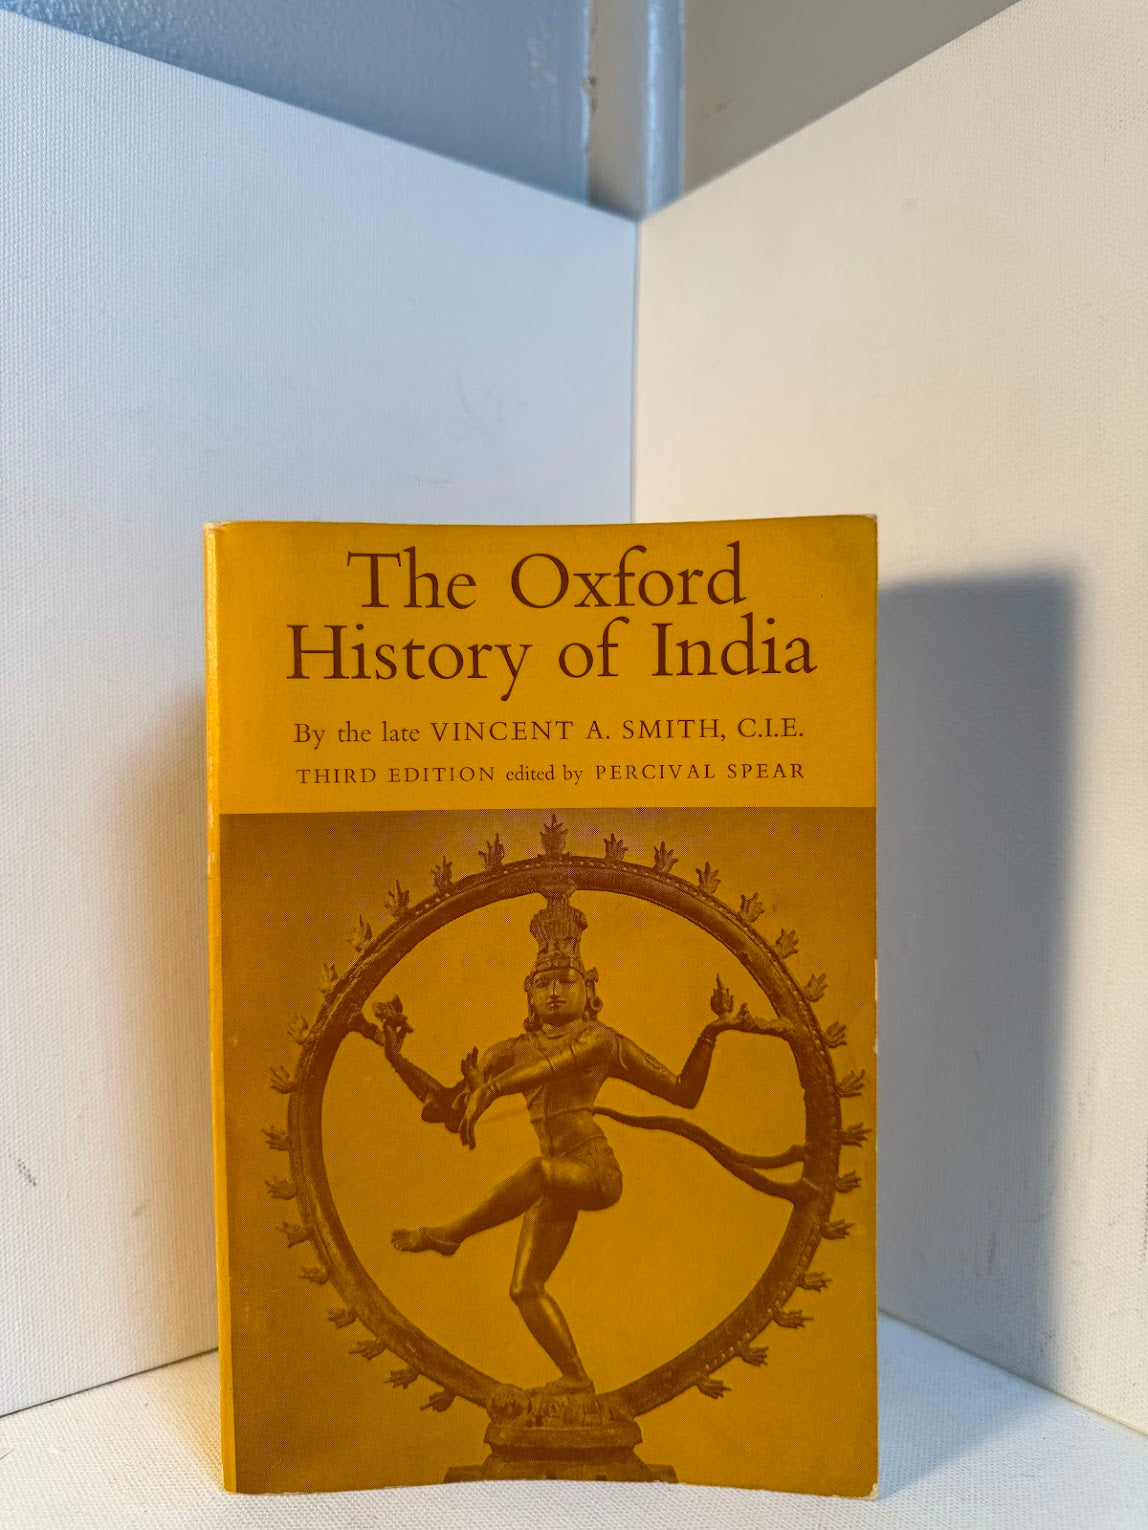 The Oxford
History of India
By the late VINCENT A. SMITH, C.I.E.
THIRD EDITION edited by PERCIVAL SPEAR